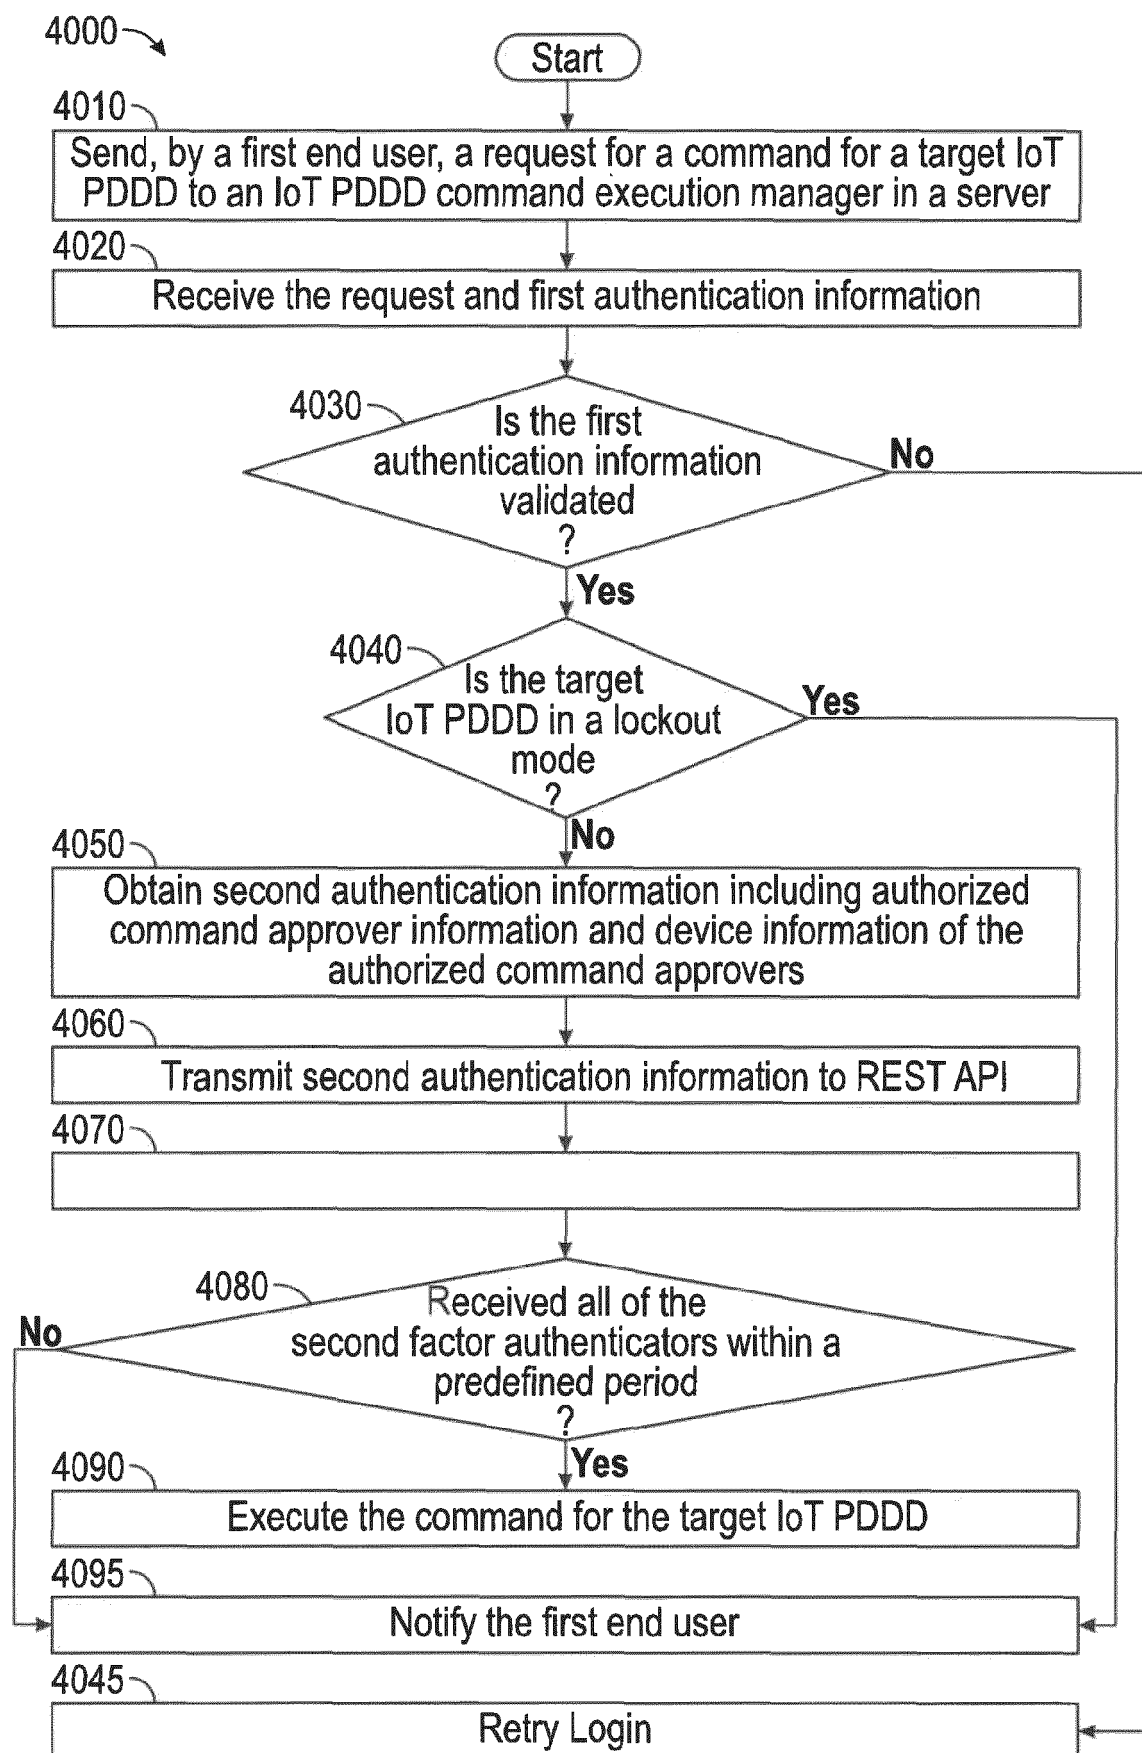 4000
Start
4010
Send, by a first end user, a request for a command for a target IoT
PDDD to an IoT PDDD command execution manager in a server
4020
Receive the request and first authentication information
4030
Is the first
authentication information
validated
?
No
Yes
4040
Is the target
IoT PDDD in a lockout
mode
?
Yes
No
4050
Obtain second authentication information including authorized
command approver information and device information of the
authorized command approvers
4060
Transmit second authentication information to REST API
4070
4080
Received all of the
second factor authenticators within a
predefined period
?
No
Yes
4090
Execute the command for the target IoT PDDD
4095
Notify the first end user
4045
Retry Login